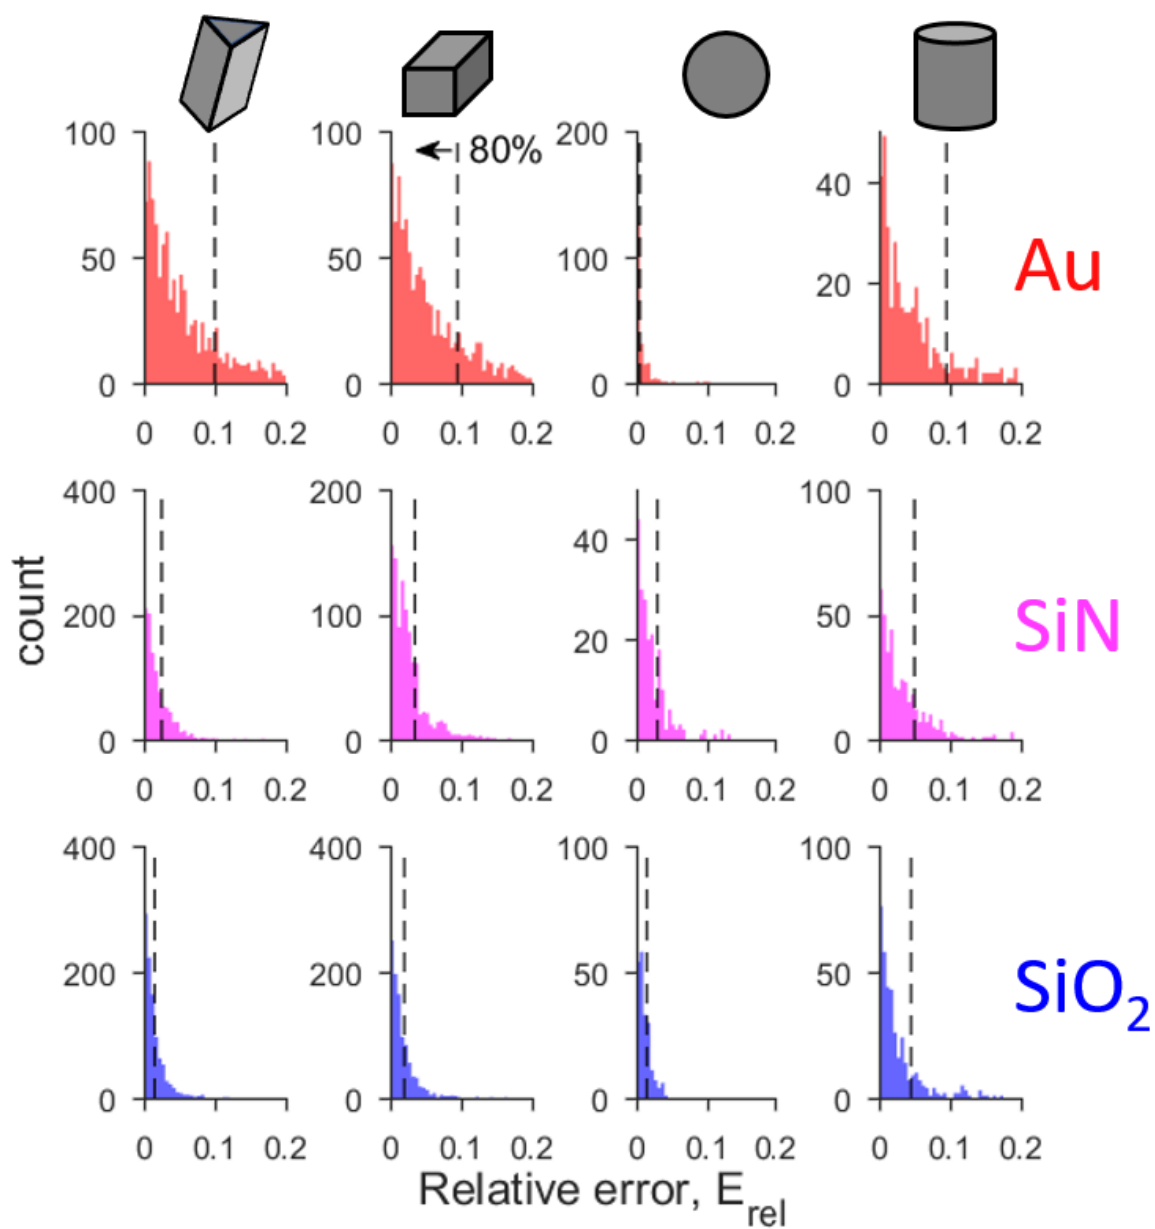 100 100 80% 200
40
50 50 100 Au
20
0 0 0 0
0 0.1 0.2 0 0.1 0.2 0 0.1 0.2 0 0.1 0.2
400 200 100
40
count
200 100 50 SiN
20
0 0 0 0
0 0.1 0.2 0 0.1 0.2 0 0.1 0.2 0 0.1 0.2
400 400 100 100
200 200 50 50 SiO2
0 0 0 0
0 0.1 0.2 0 0.1 0.2 0 0.1 0.2 0 0.1 0.2
Relative error, Erel